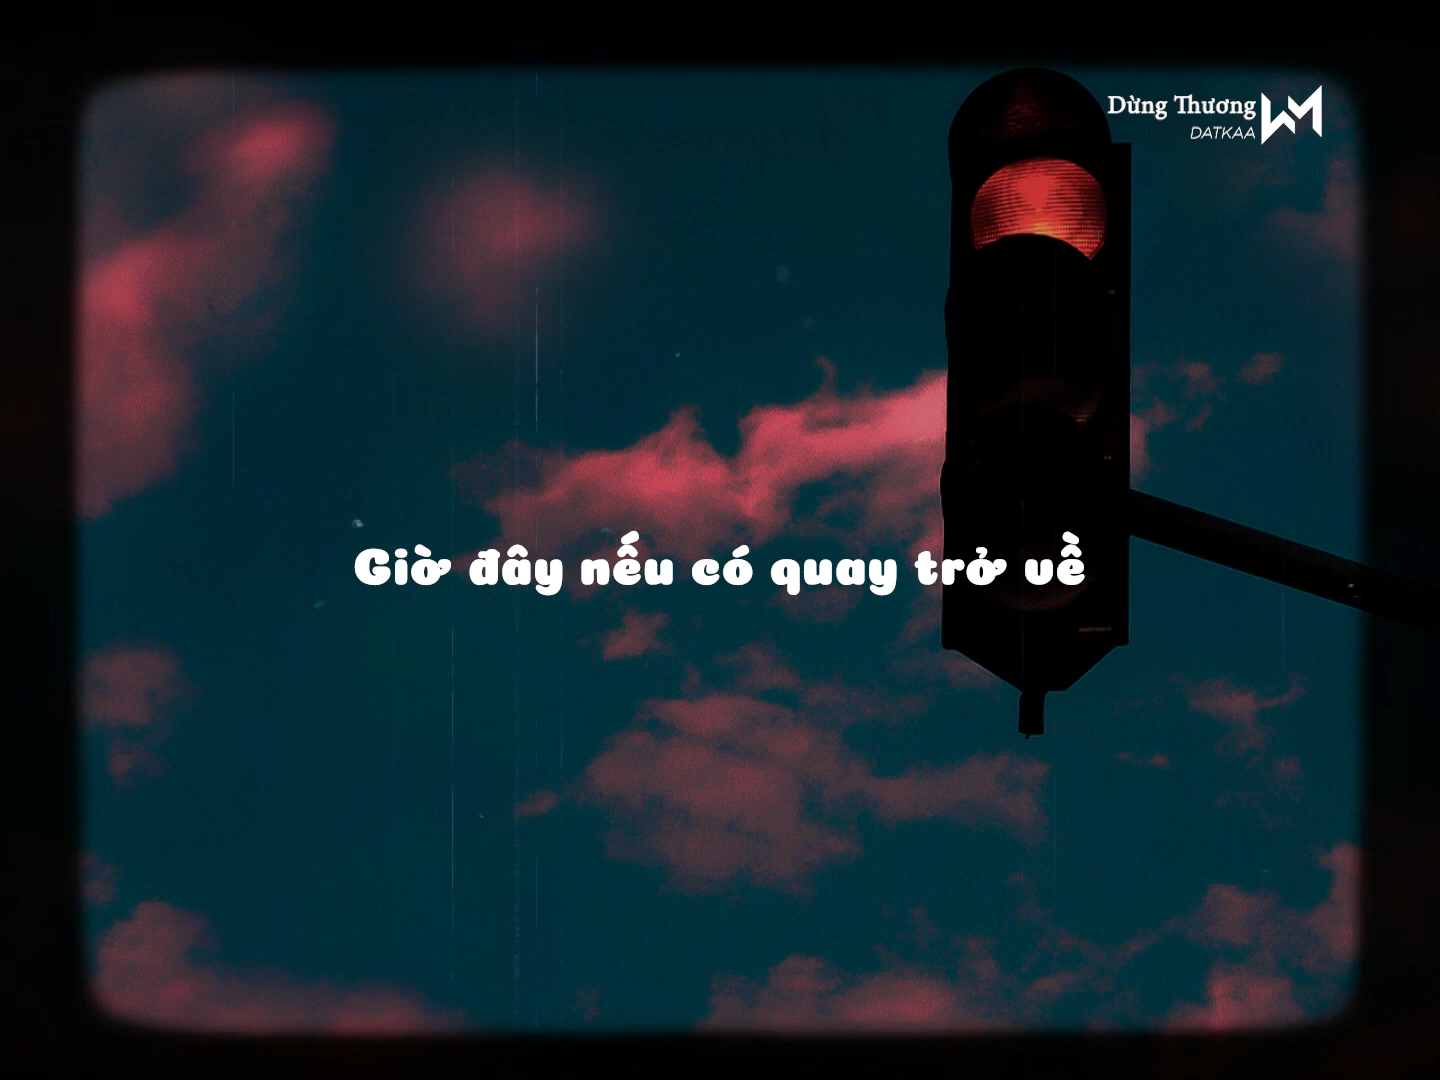 Dừng Thương
DATKAA
Giờ đây nếu có quay trở về